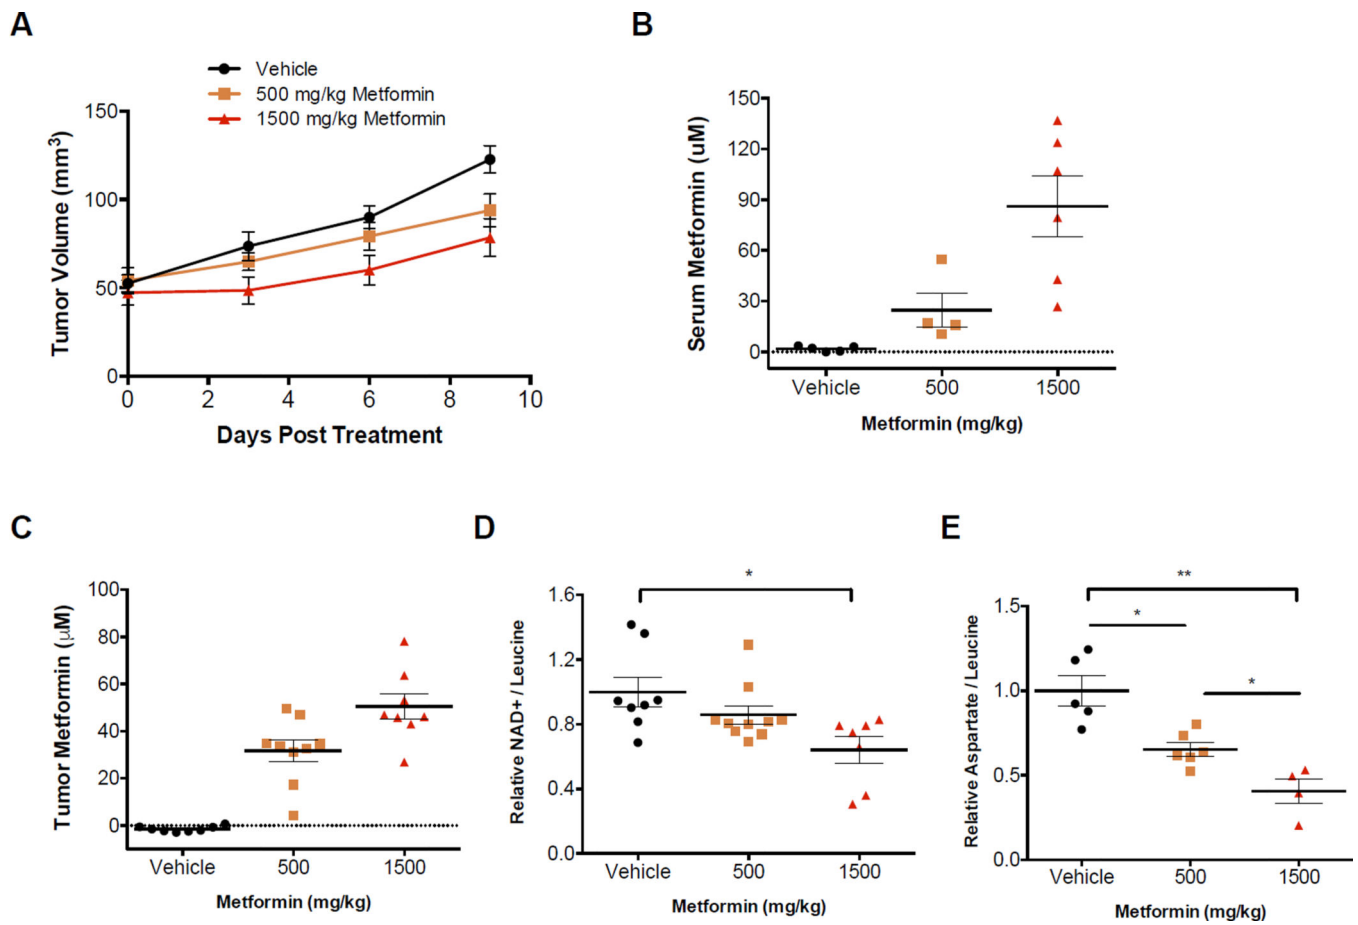 A
Vehicle
500 mg/kg Metformin
1500 mg/kg Metformin
Tumor Volume (mm³)
150
100
50
0
0 2 4 6 8 10
Days Post Treatment
B
Serum Metformin (uM)
150
120
90
60
30
0
Vehicle 500 1500
Metformin (mg/kg)
C
Tumor Metformin (μM)
100
80
60
40
20
0
Vehicle 500 1500
Metformin (mg/kg)
D
*
Relative NAD+ / Leucine
1.6
1.2
0.8
0.4
0.0
Vehicle 500 1500
Metformin (mg/kg)
E
**
*
*
Relative Aspartate / Leucine
1.5
1.0
0.5
0.0
Vehicle 500 1500
Metformin (mg/kg)